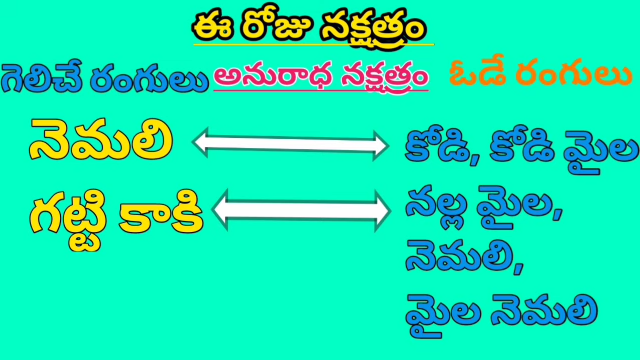 ఈ రోజు నక్షత్రం
గెలిచే రంగులు అనురాధ నక్షత్రం ఓడే రంగులు
నెమలి కోడి, కోడి మైల
గట్టి కాకి నల్ల మైల,
నెమలి,
మైల నెమలి